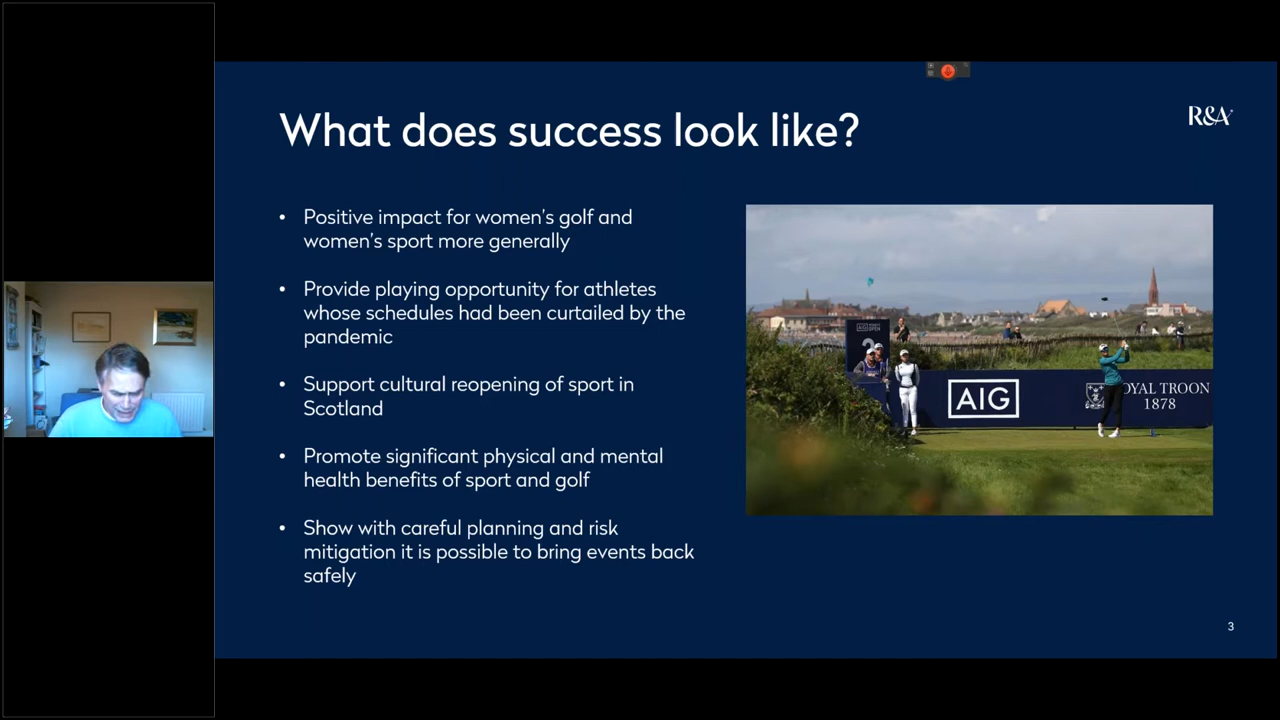 What does success look like?
R&A
• Positive impact for women's golf and
women's sport more generally
• Provide playing opportunity for athletes
whose schedules had been curtailed by the
pandemic
• Support cultural reopening of sport in
Scotland
• Promote significant physical and mental
health benefits of sport and golf
• Show with careful planning and risk
mitigation it is possible to bring events back
safely
AIG
OYAL TROON
1878
3